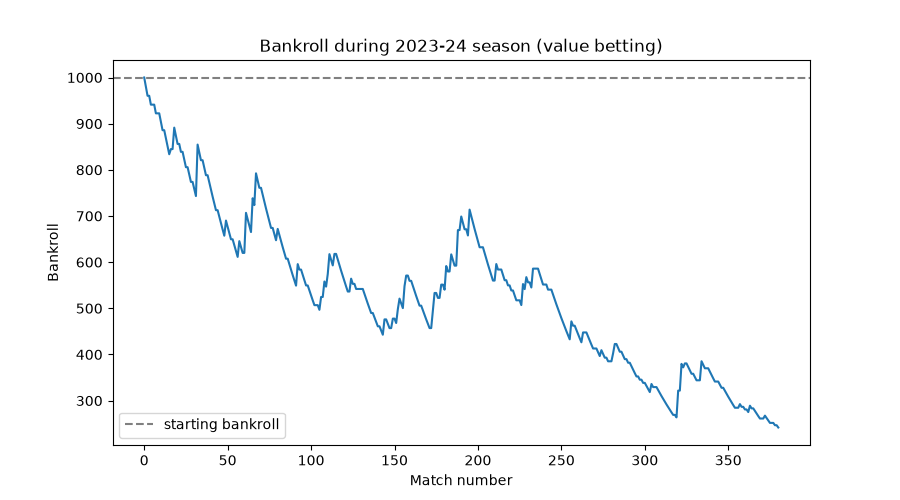 Bankroll during 2023-24 season (value betting)
1000
900
800
700
600
500
400
300
Bankroll
starting bankroll
0 50 100 150 200 250 300 350
Match number